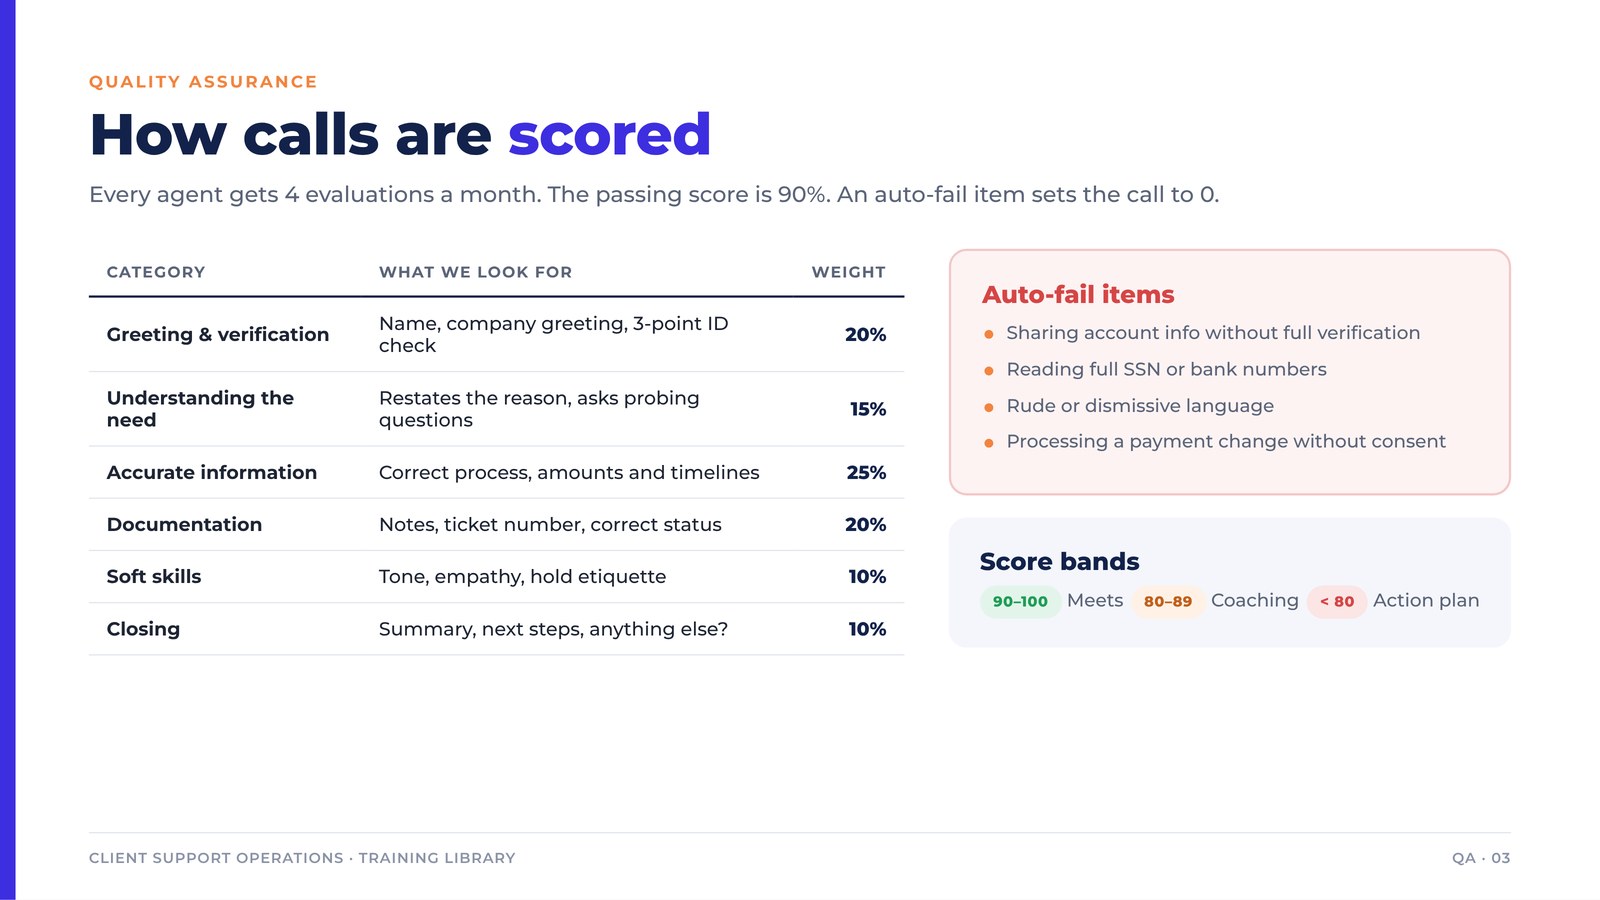 QUALITY ASSURANCE
How calls are scored
Every agent gets 4 evaluations a month. The passing score is 90%. An auto-fail item sets the call to 0.
CATEGORY WHAT WE LOOK FOR WEIGHT
Greeting & verification Name, company greeting, 3-point ID check 20%
Understanding the need Restates the reason, asks probing questions 15%
Accurate information Correct process, amounts and timelines 25%
Documentation Notes, ticket number, correct status 20%
Soft skills Tone, empathy, hold etiquette 10%
Closing Summary, next steps, anything else? 10%
Auto-fail items
Sharing account info without full verification
Reading full SSN or bank numbers
Rude or dismissive language
Processing a payment change without consent
Score bands
90–100 Meets 80–89 Coaching < 80 Action plan
CLIENT SUPPORT OPERATIONS · TRAINING LIBRARY QA · 03